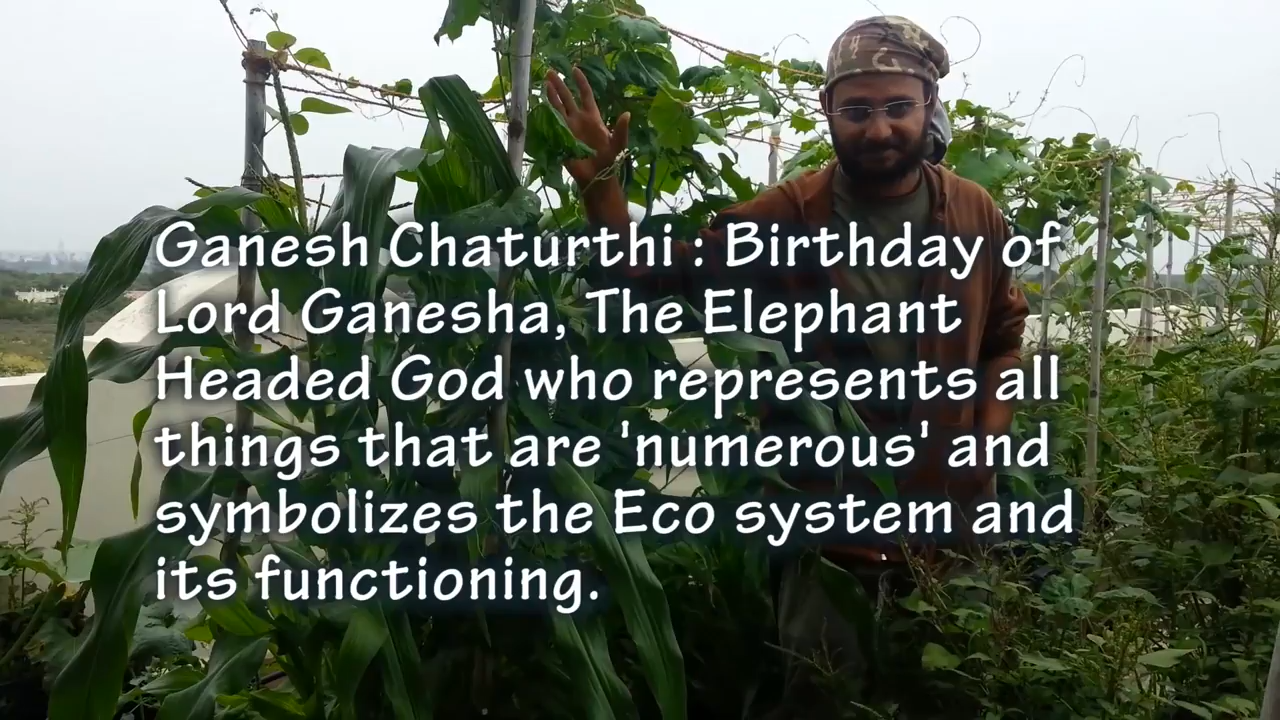 Ganesh Chaturthi : Birthday of
Lord Ganesha, The Elephant
Headed God who represents all
things that are 'numerous' and
symbolizes the Eco system and
its functioning.